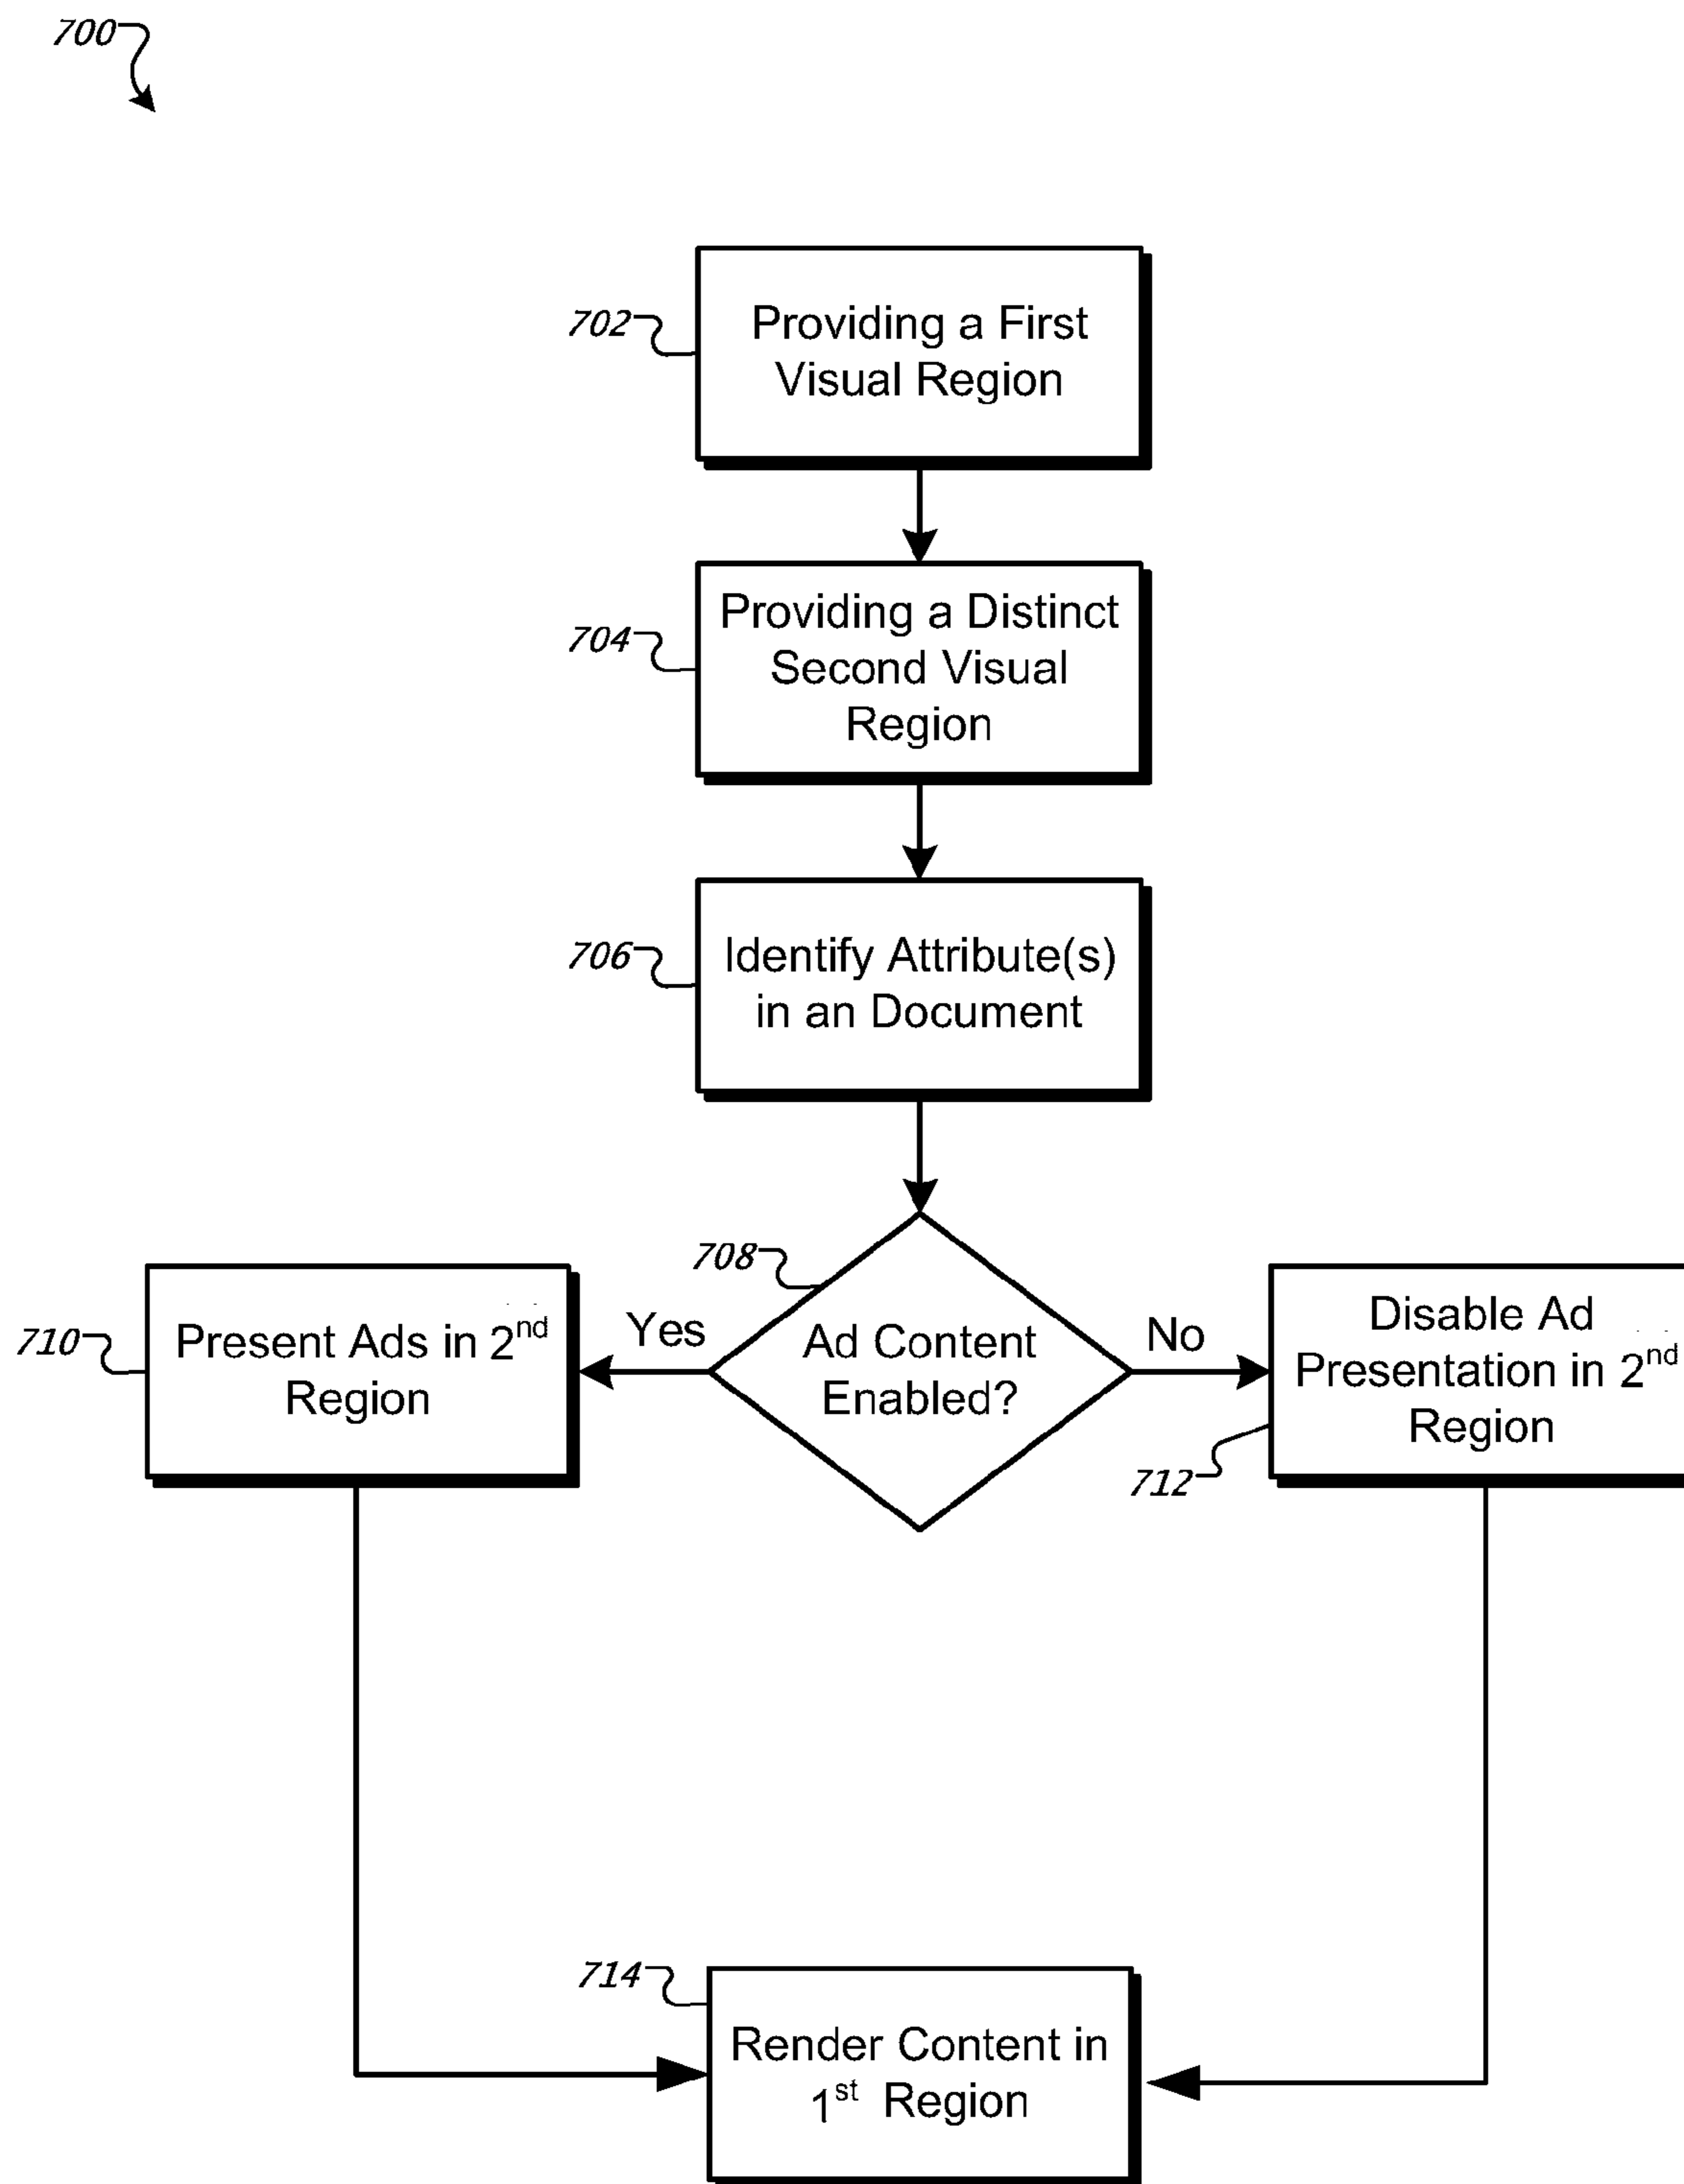 700
702
Providing a First
Visual Region
704
Providing a Distinct
Second Visual
Region
706
Identify Attribute(s)
in an Document
708
Ad Content
Enabled?
Yes
No
710
Present Ads in 2nd
Region
712
Disable Ad
Presentation in 2nd
Region
714
Render Content in
1st Region